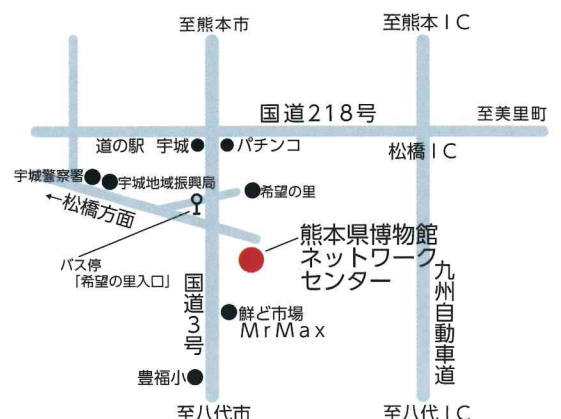 至熊本市
至熊本IC
国道218号
至美里町
道の駅 宇城
パチンコ
松橋IC
宇城警察署
宇城地域振興局
希望の里
←松橋方面
バス停
「希望の里入口」
熊本県博物館
ネットワーク
センター
国道3号
九州自動車道
鮮ど市場
MrMax
豊福小
至八代市
至八代IC